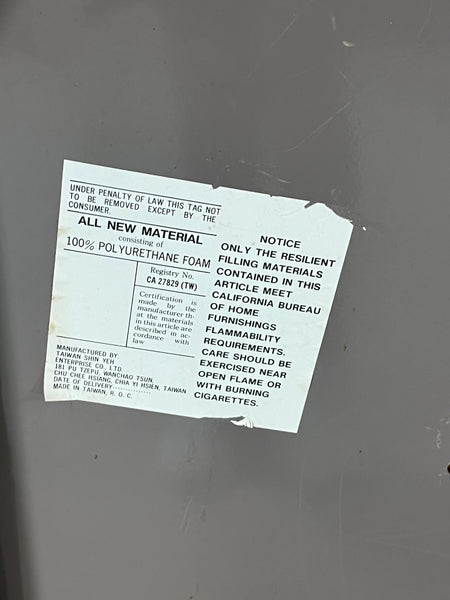 UNDER PENALTY OF LAW THIS TAG NOT
TO BE REMOVED EXCEPT BY THE
CONSUMER.
ALL NEW MATERIAL
consisting of
100% POLYURETHANE FOAM
Registry No.
CA 27829 (TW)
Certification is
made by the
manufacturer th-
at the materials
in this article are
described in ac-
cordance with
law
MANUFACTURED BY:
TAIWAN SHIN YEH
ENTERPRISE CO., LTD.
181 PU TZEPU, WANCHAO TSUN,
CHU CHEE HSIANG, CHIA YI HSIEN, TAIWAN
DATE OF DELIVERY..............
MADE IN TAIWAN, R. O. C.
NOTICE
ONLY THE RESILIENT
FILLING MATERIALS
CONTAINED IN THIS
ARTICLE MEET
CALIFORNIA BUREAU
OF HOME
FURNISHINGS
FLAMMABILITY
REQUIREMENTS.
CARE SHOULD BE
EXERCISED NEAR
OPEN FLAME OR
WITH BURNING
CIGARETTES.